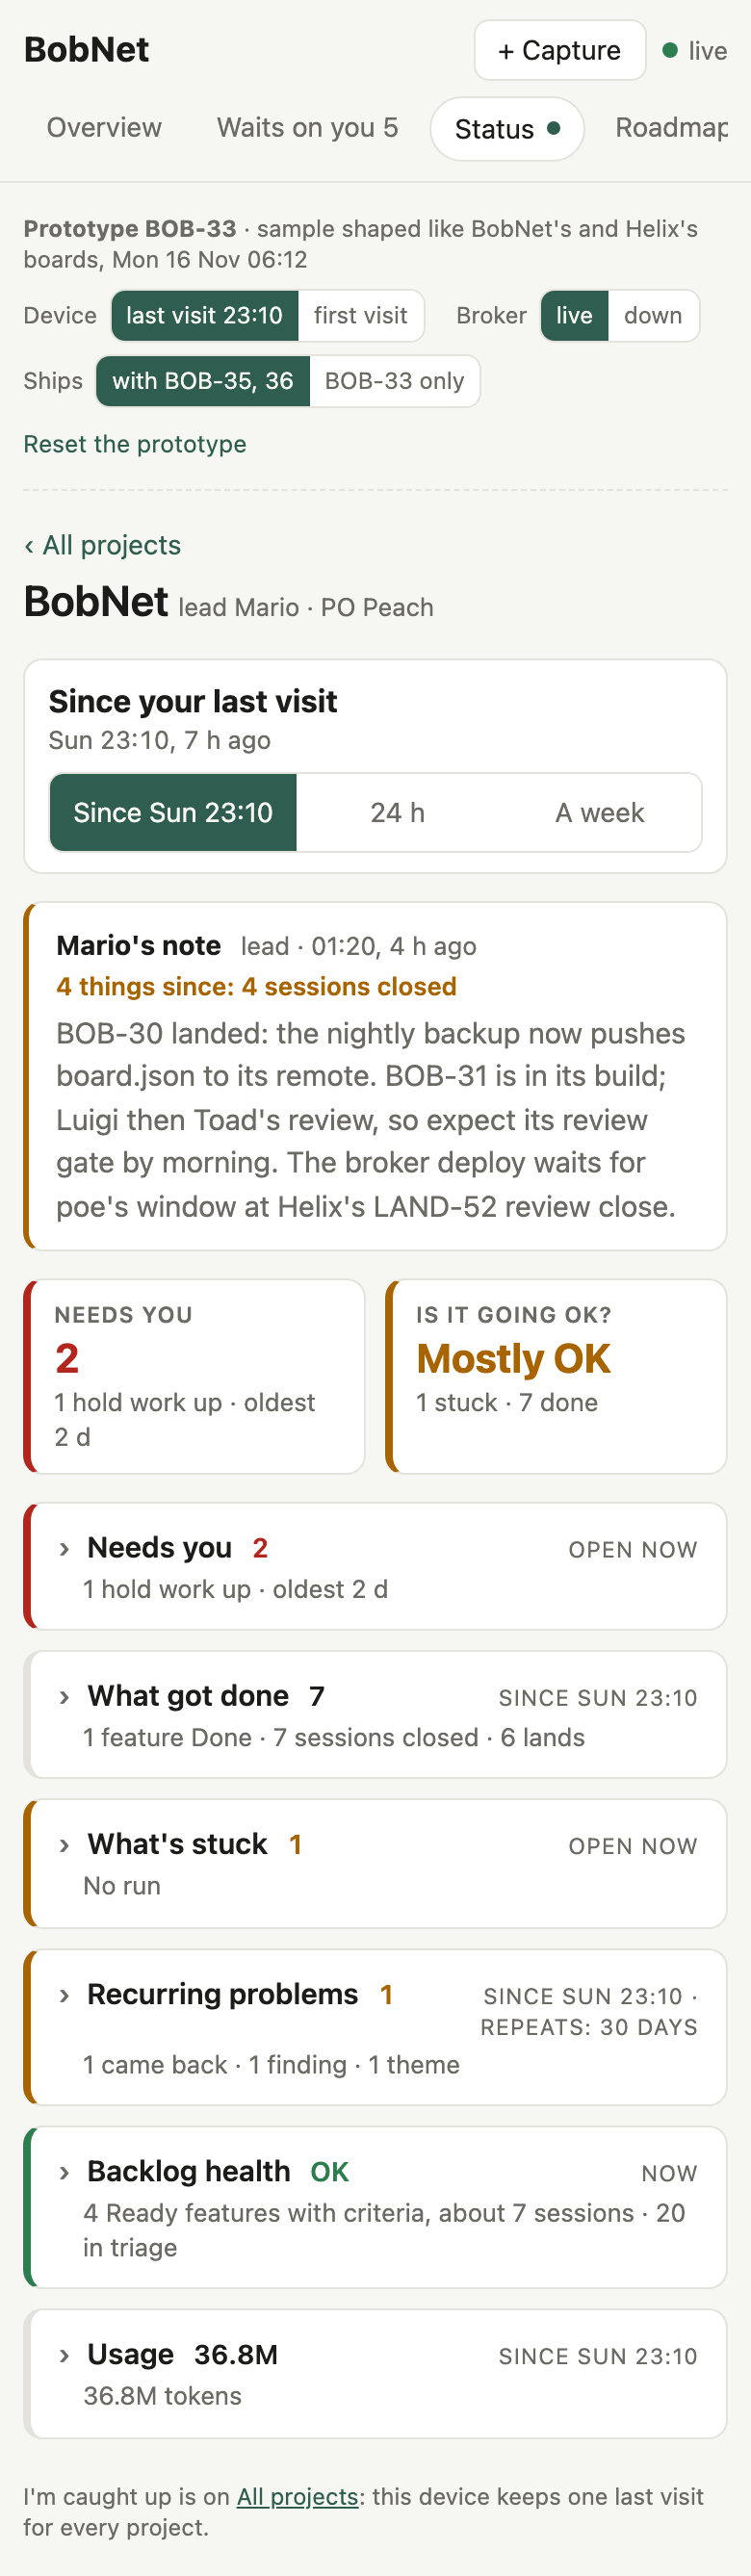 BobNet
+ Capture
live
Overview
Waits on you 5
Status
Roadmap
Prototype BOB-33 · sample shaped like BobNet's and Helix's
boards, Mon 16 Nov 06:12
Device
last visit 23:10
first visit
Broker
live
down
Ships
with BOB-35, 36
BOB-33 only
Reset the prototype
‹ All projects
BobNet lead Mario · PO Peach
Since your last visit
Sun 23:10, 7 h ago
Since Sun 23:10
24 h
A week
Mario's note lead · 01:20, 4 h ago
4 things since: 4 sessions closed
BOB-30 landed: the nightly backup now pushes
board.json to its remote. BOB-31 is in its build;
Luigi then Toad's review, so expect its review
gate by morning. The broker deploy waits for
poe's window at Helix's LAND-52 review close.
NEEDS YOU
2
1 hold work up · oldest
2 d
IS IT GOING OK?
Mostly OK
1 stuck · 7 done
› Needs you 2
OPEN NOW
1 hold work up · oldest 2 d
› What got done 7
SINCE SUN 23:10
1 feature Done · 7 sessions closed · 6 lands
› What's stuck 1
OPEN NOW
No run
› Recurring problems 1
SINCE SUN 23:10 ·
REPEATS: 30 DAYS
1 came back · 1 finding · 1 theme
› Backlog health OK
NOW
4 Ready features with criteria, about 7 sessions · 20
in triage
› Usage 36.8M
SINCE SUN 23:10
36.8M tokens
I'm caught up is on All projects: this device keeps one last visit
for every project.